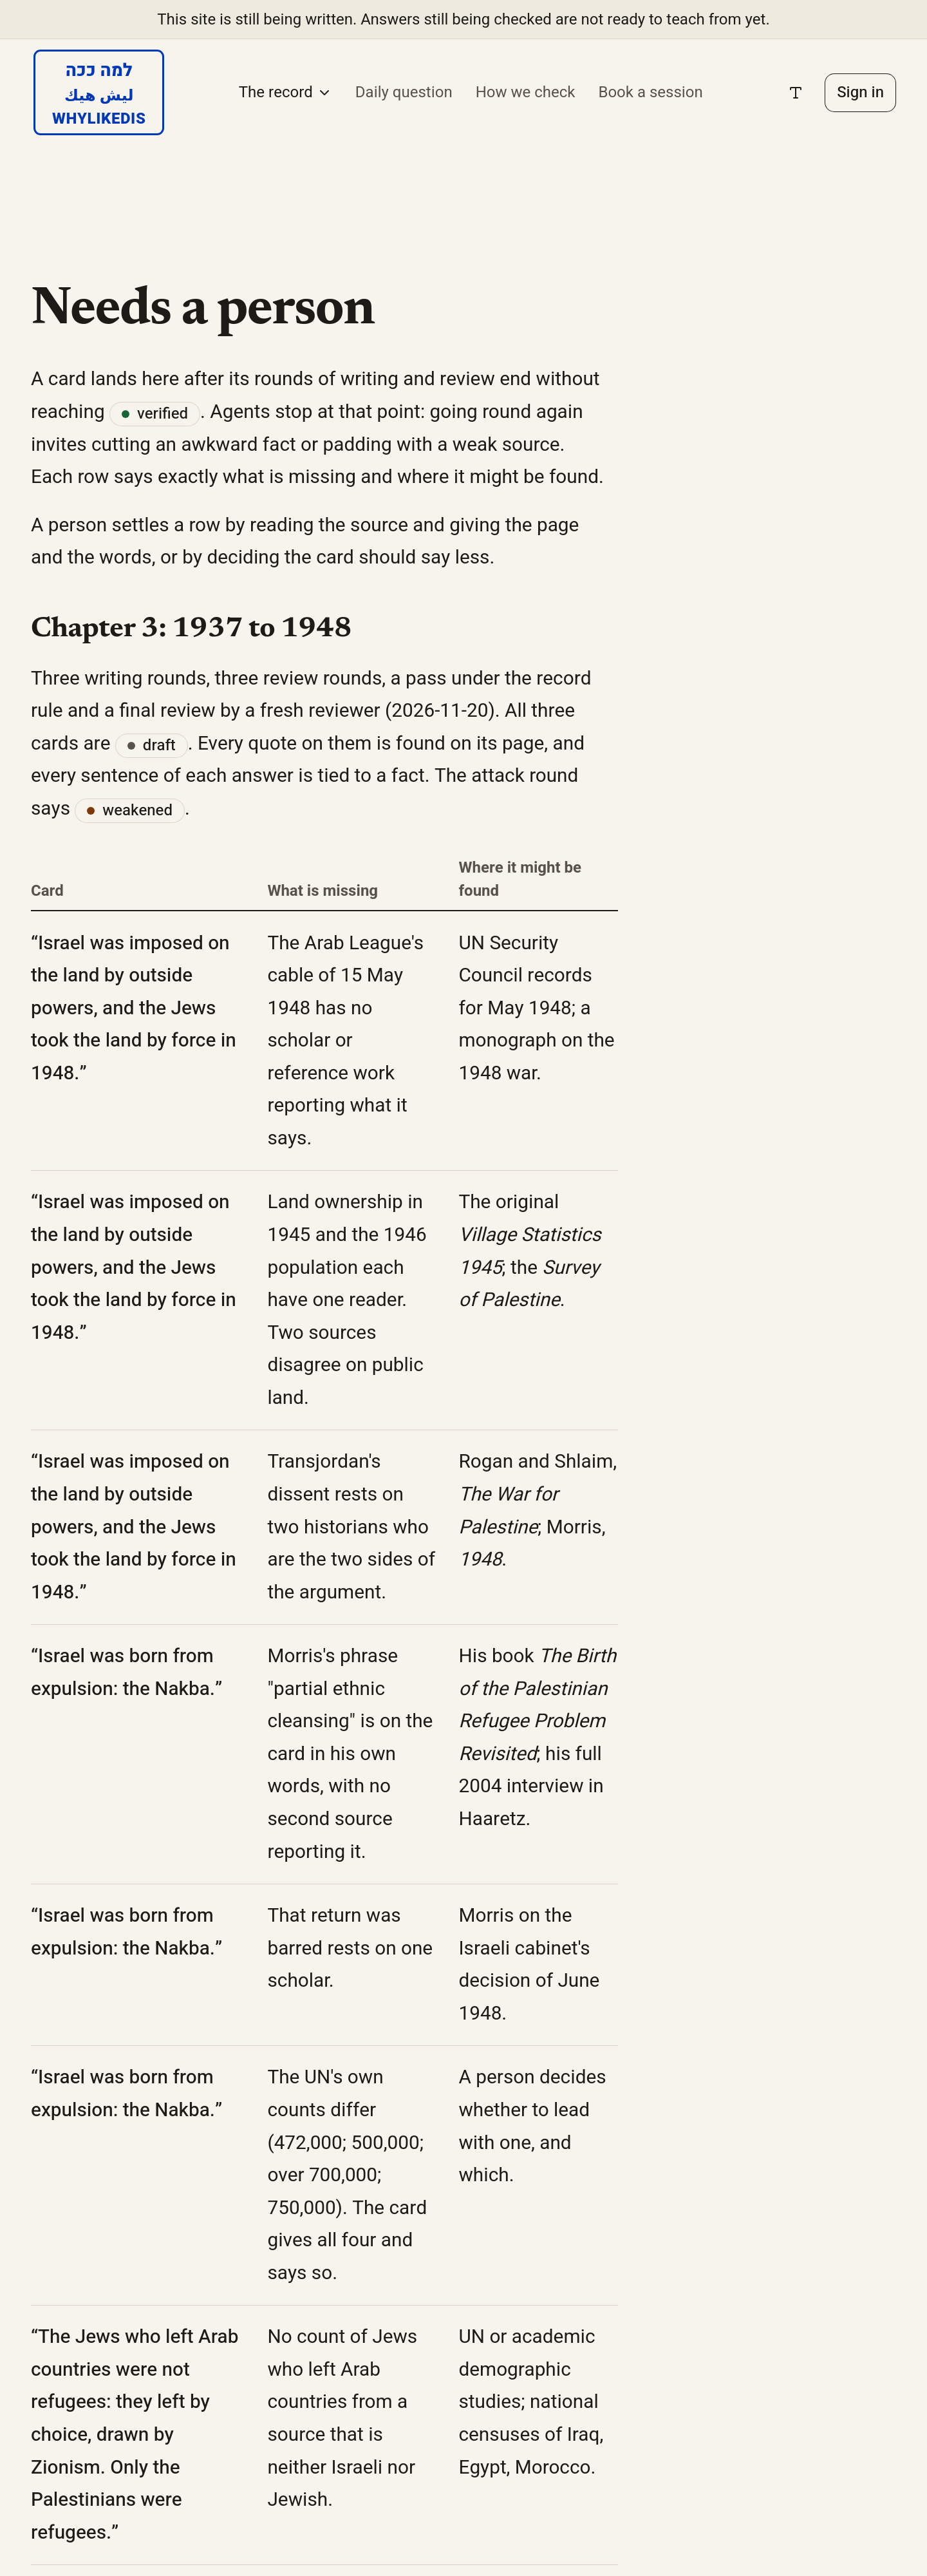 This site is still being written. Answers still being checked are not ready to teach from yet.
למה ככה
ليش هيك
WHYLIKEDIS
The record
Daily question
How we check
Book a session
Sign in
Needs a person
A card lands here after its rounds of writing and review end without
reaching verified. Agents stop at that point: going round again
invites cutting an awkward fact or padding with a weak source.
Each row says exactly what is missing and where it might be found.
A person settles a row by reading the source and giving the page
and the words, or by deciding the card should say less.
Chapter 3: 1937 to 1948
Three writing rounds, three review rounds, a pass under the record
rule and a final review by a fresh reviewer (2026-11-20). All three
cards are draft. Every quote on them is found on its page, and
every sentence of each answer is tied to a fact. The attack round
says weakened.
Card
What is missing
Where it might be
found
“Israel was imposed on
the land by outside
powers, and the Jews
took the land by force in
1948.”
The Arab League's
cable of 15 May
1948 has no
scholar or
reference work
reporting what it
says.
UN Security
Council records
for May 1948; a
monograph on the
1948 war.
“Israel was imposed on
the land by outside
powers, and the Jews
took the land by force in
1948.”
Land ownership in
1945 and the 1946
population each
have one reader.
Two sources
disagree on public
land.
The original
Village Statistics
1945; the Survey
of Palestine.
“Israel was imposed on
the land by outside
powers, and the Jews
took the land by force in
1948.”
Transjordan's
dissent rests on
two historians who
are the two sides of
the argument.
Rogan and Shlaim,
The War for
Palestine; Morris,
1948.
“Israel was born from
expulsion: the Nakba.”
Morris's phrase
"partial ethnic
cleansing" is on the
card in his own
words, with no
second source
reporting it.
His book The Birth
of the Palestinian
Refugee Problem
Revisited; his full
2004 interview in
Haaretz.
“Israel was born from
expulsion: the Nakba.”
That return was
barred rests on one
scholar.
Morris on the
Israeli cabinet's
decision of June
1948.
“Israel was born from
expulsion: the Nakba.”
The UN's own
counts differ
(472,000; 500,000;
over 700,000;
750,000). The card
gives all four and
says so.
A person decides
whether to lead
with one, and
which.
“The Jews who left Arab
countries were not
refugees: they left by
choice, drawn by
Zionism. Only the
Palestinians were
refugees.”
No count of Jews
who left Arab
countries from a
source that is
neither Israeli nor
Jewish.
UN or academic
demographic
studies; national
censuses of Iraq,
Egypt, Morocco.